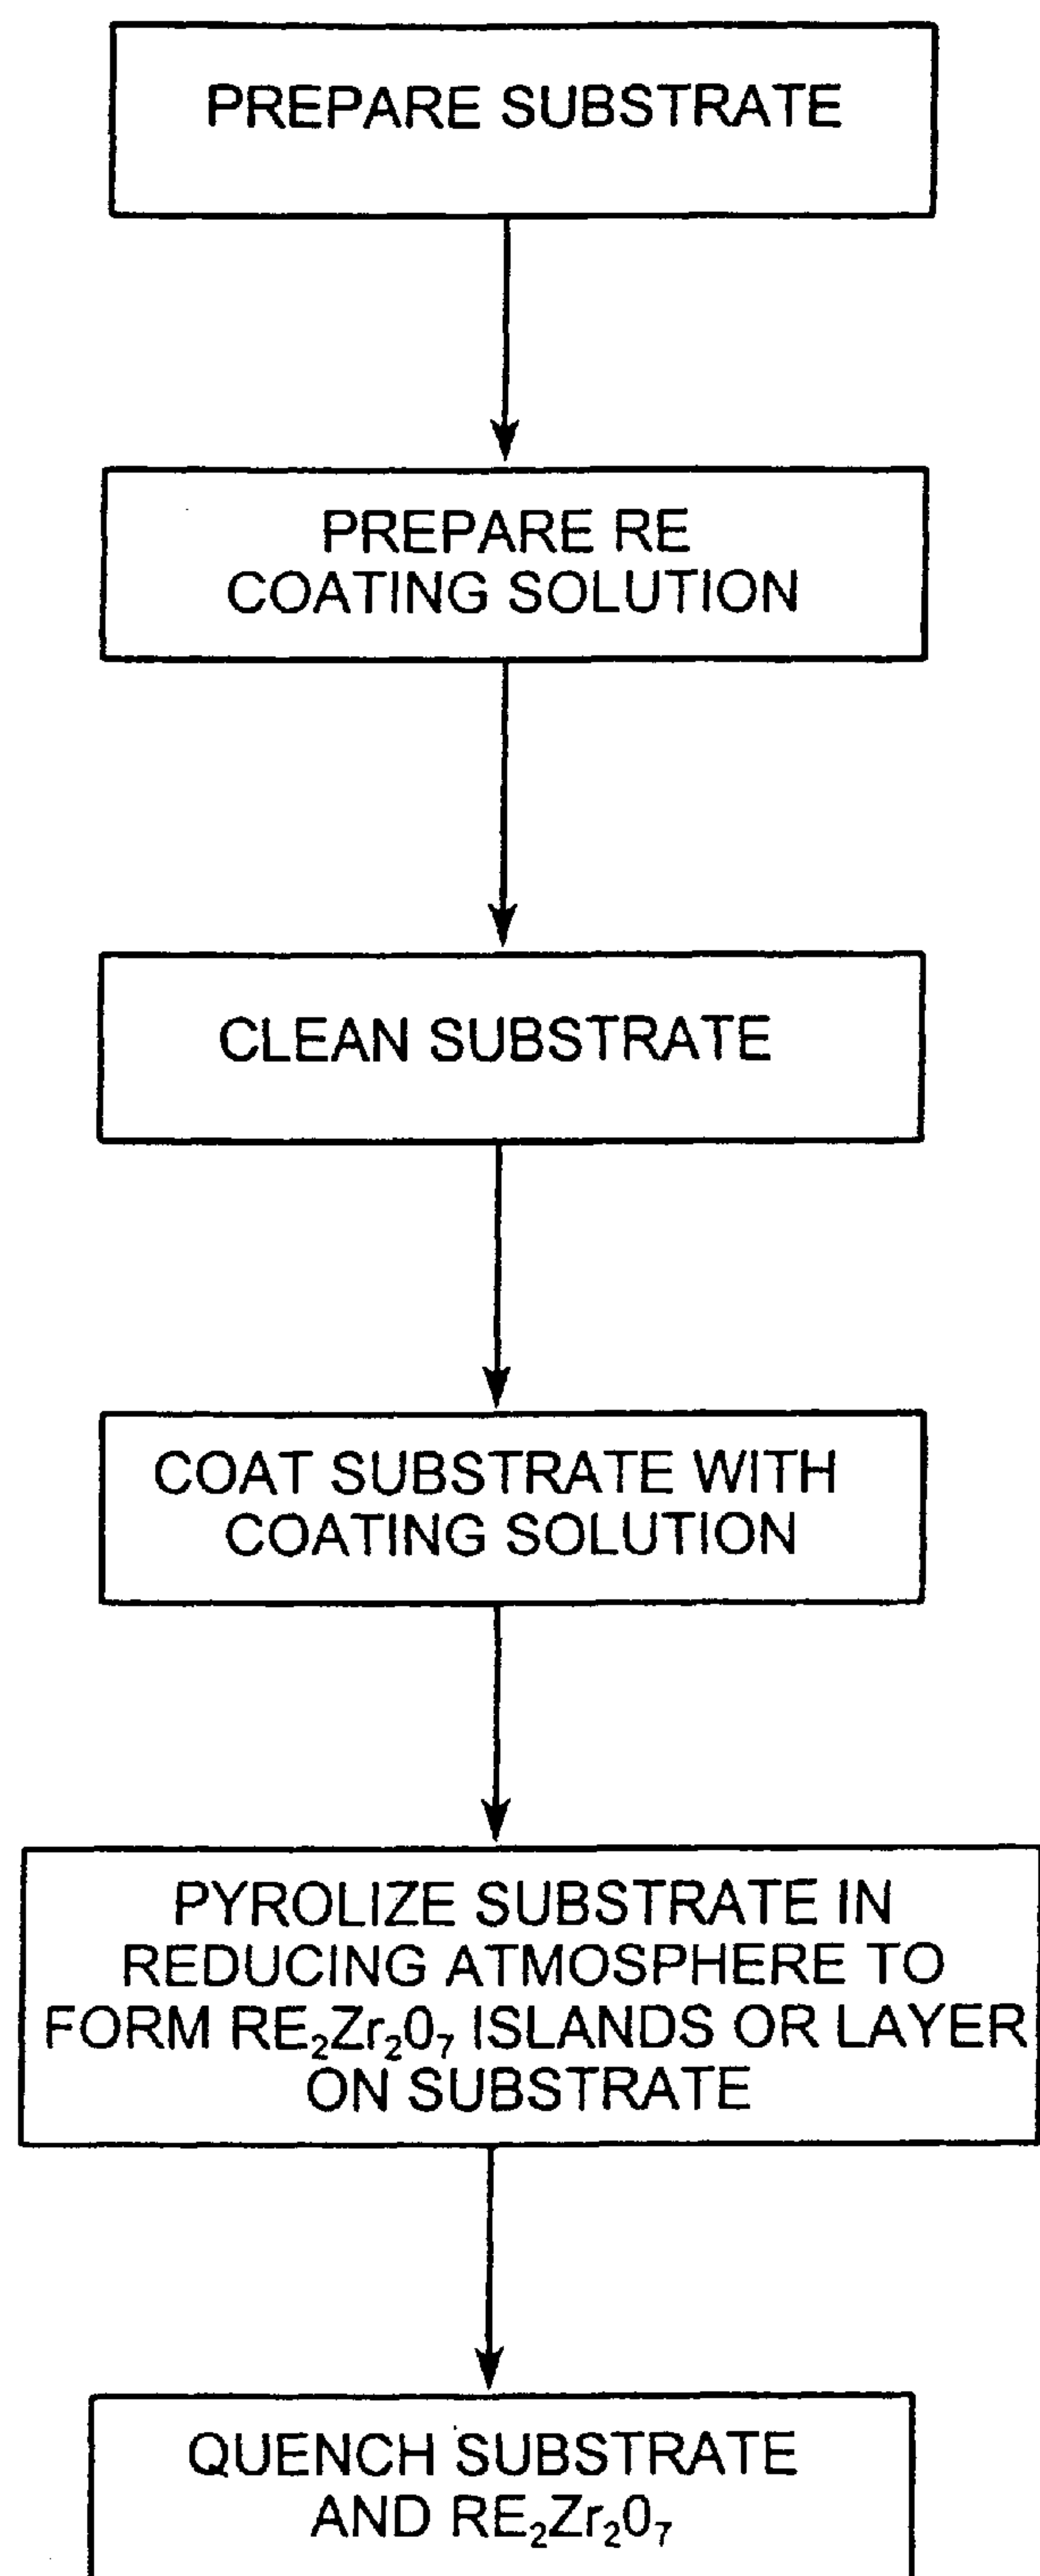 PREPARE SUBSTRATE
PREPARE RE
COATING SOLUTION
CLEAN SUBSTRATE
COAT SUBSTRATE WITH
COATING SOLUTION
PYROLIZE SUBSTRATE IN
REDUCING ATMOSPHERE TO
FORM RE₂Zr₂0₇ ISLANDS OR LAYER
ON SUBSTRATE
QUENCH SUBSTRATE
AND RE₂Zr₂0₇